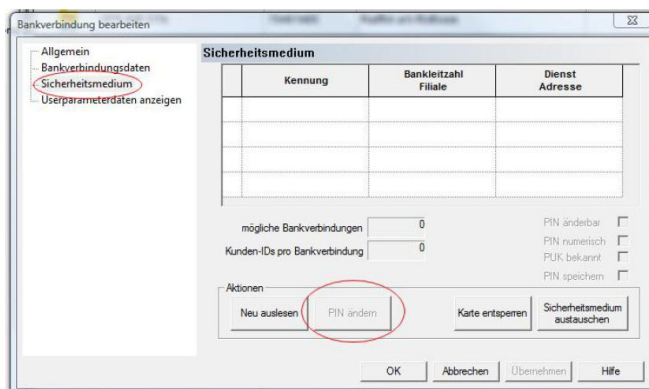 Bankverbindung bearbeiten
Allgemein
Bankverbindungsdaten
Sicherheitsmedium
Userparameterdaten anzeigen
Sicherheitsmedium
Kennung
Bankleitzahl
Filiale
Dienst
Adresse
mögliche Bankverbindungen 0
Kunden-IDs pro Bankverbindung 0
PIN änderbar
PIN numerisch
PUK bekannt
PIN speichern
Aktionen
Neu auslesen
PIN ändern
Karte entsperren
Sicherheitsmedium
austauschen
OK
Abbrechen
Übernehmen
Hilfe